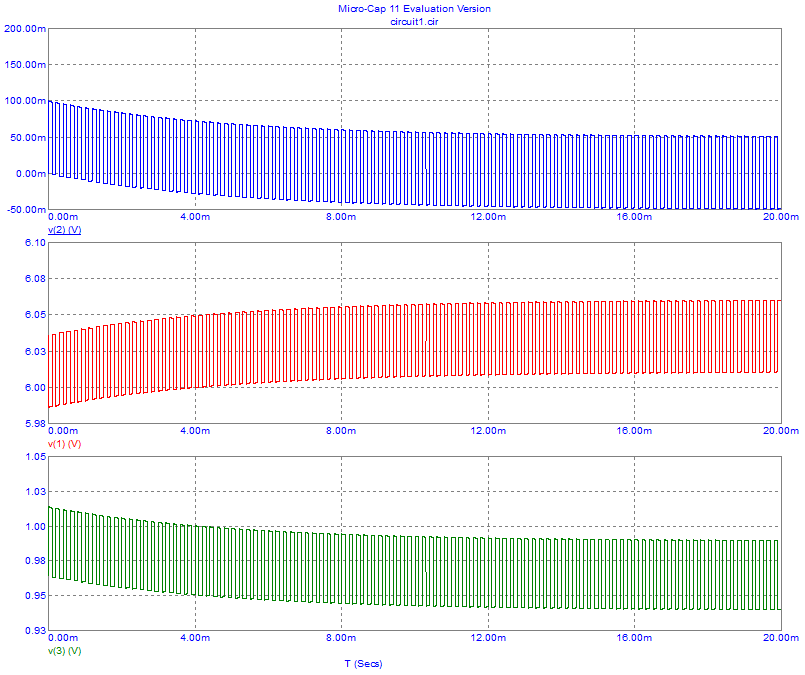 Micro-Cap 11 Evaluation Version
circuit1.cir
200.00m
150.00m
100.00m
50.00m
0.00m
-50.00m
0.00m 4.00m 8.00m 12.00m 16.00m 20.00m
v(2) (V)
6.10
6.08
6.05
6.03
6.00
5.98
0.00m 4.00m 8.00m 12.00m 16.00m 20.00m
v(1) (V)
1.05
1.03
1.00
0.98
0.95
0.93
0.00m 4.00m 8.00m 12.00m 16.00m 20.00m
v(3) (V)
T (Secs)